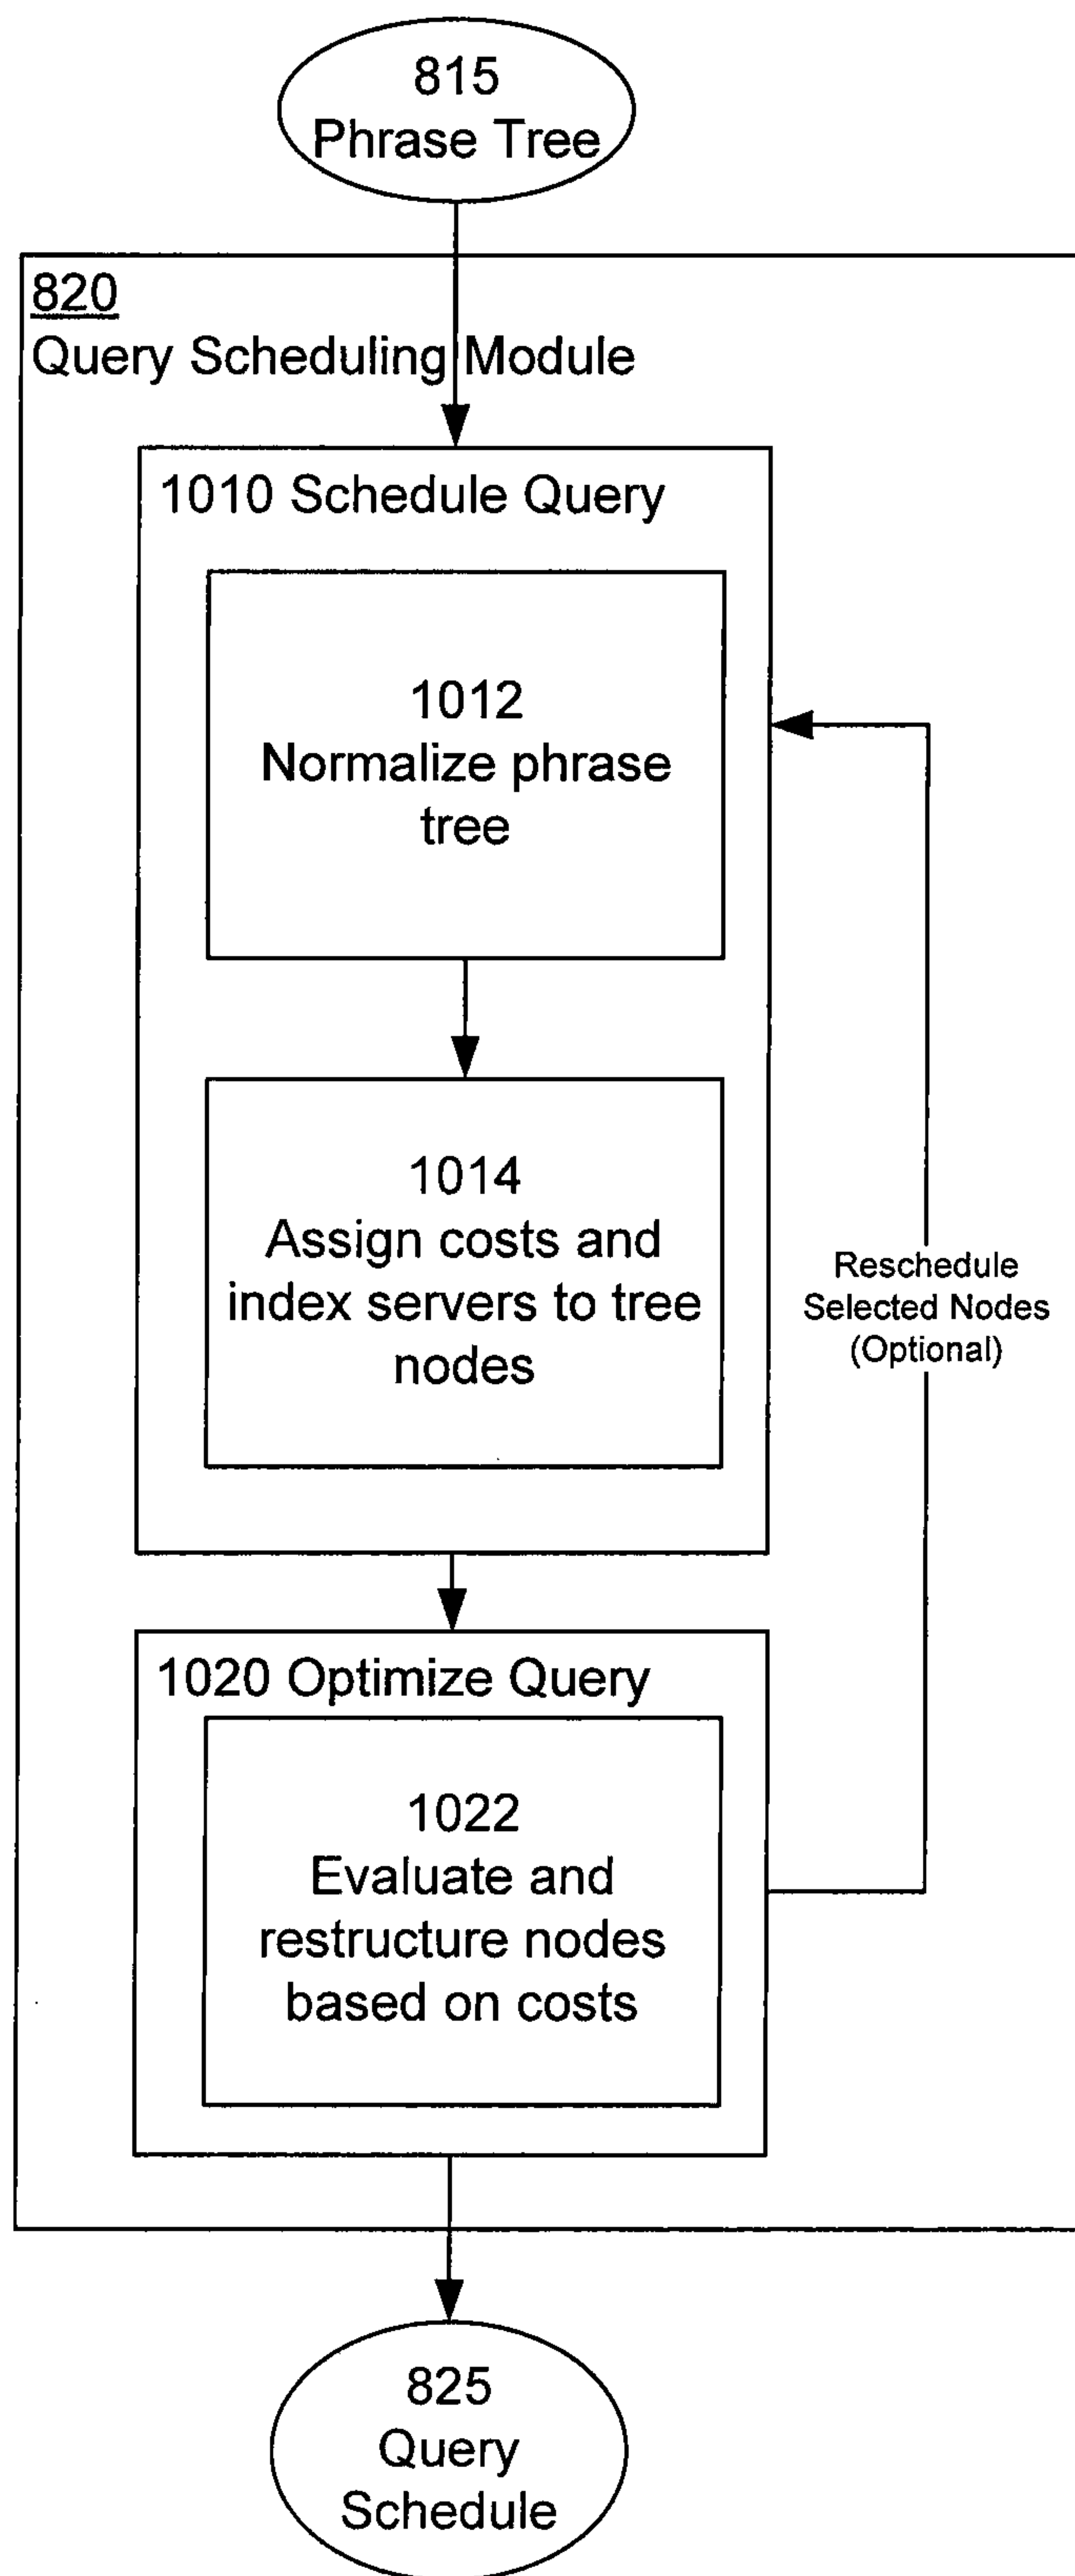 815
Phrase Tree
820
Query Scheduling Module
1010 Schedule Query
1012
Normalize phrase
tree
1014
Assign costs and
index servers to tree
nodes
Reschedule
Selected Nodes
(Optional)
1020 Optimize Query
1022
Evaluate and
restructure nodes
based on costs
825
Query
Schedule